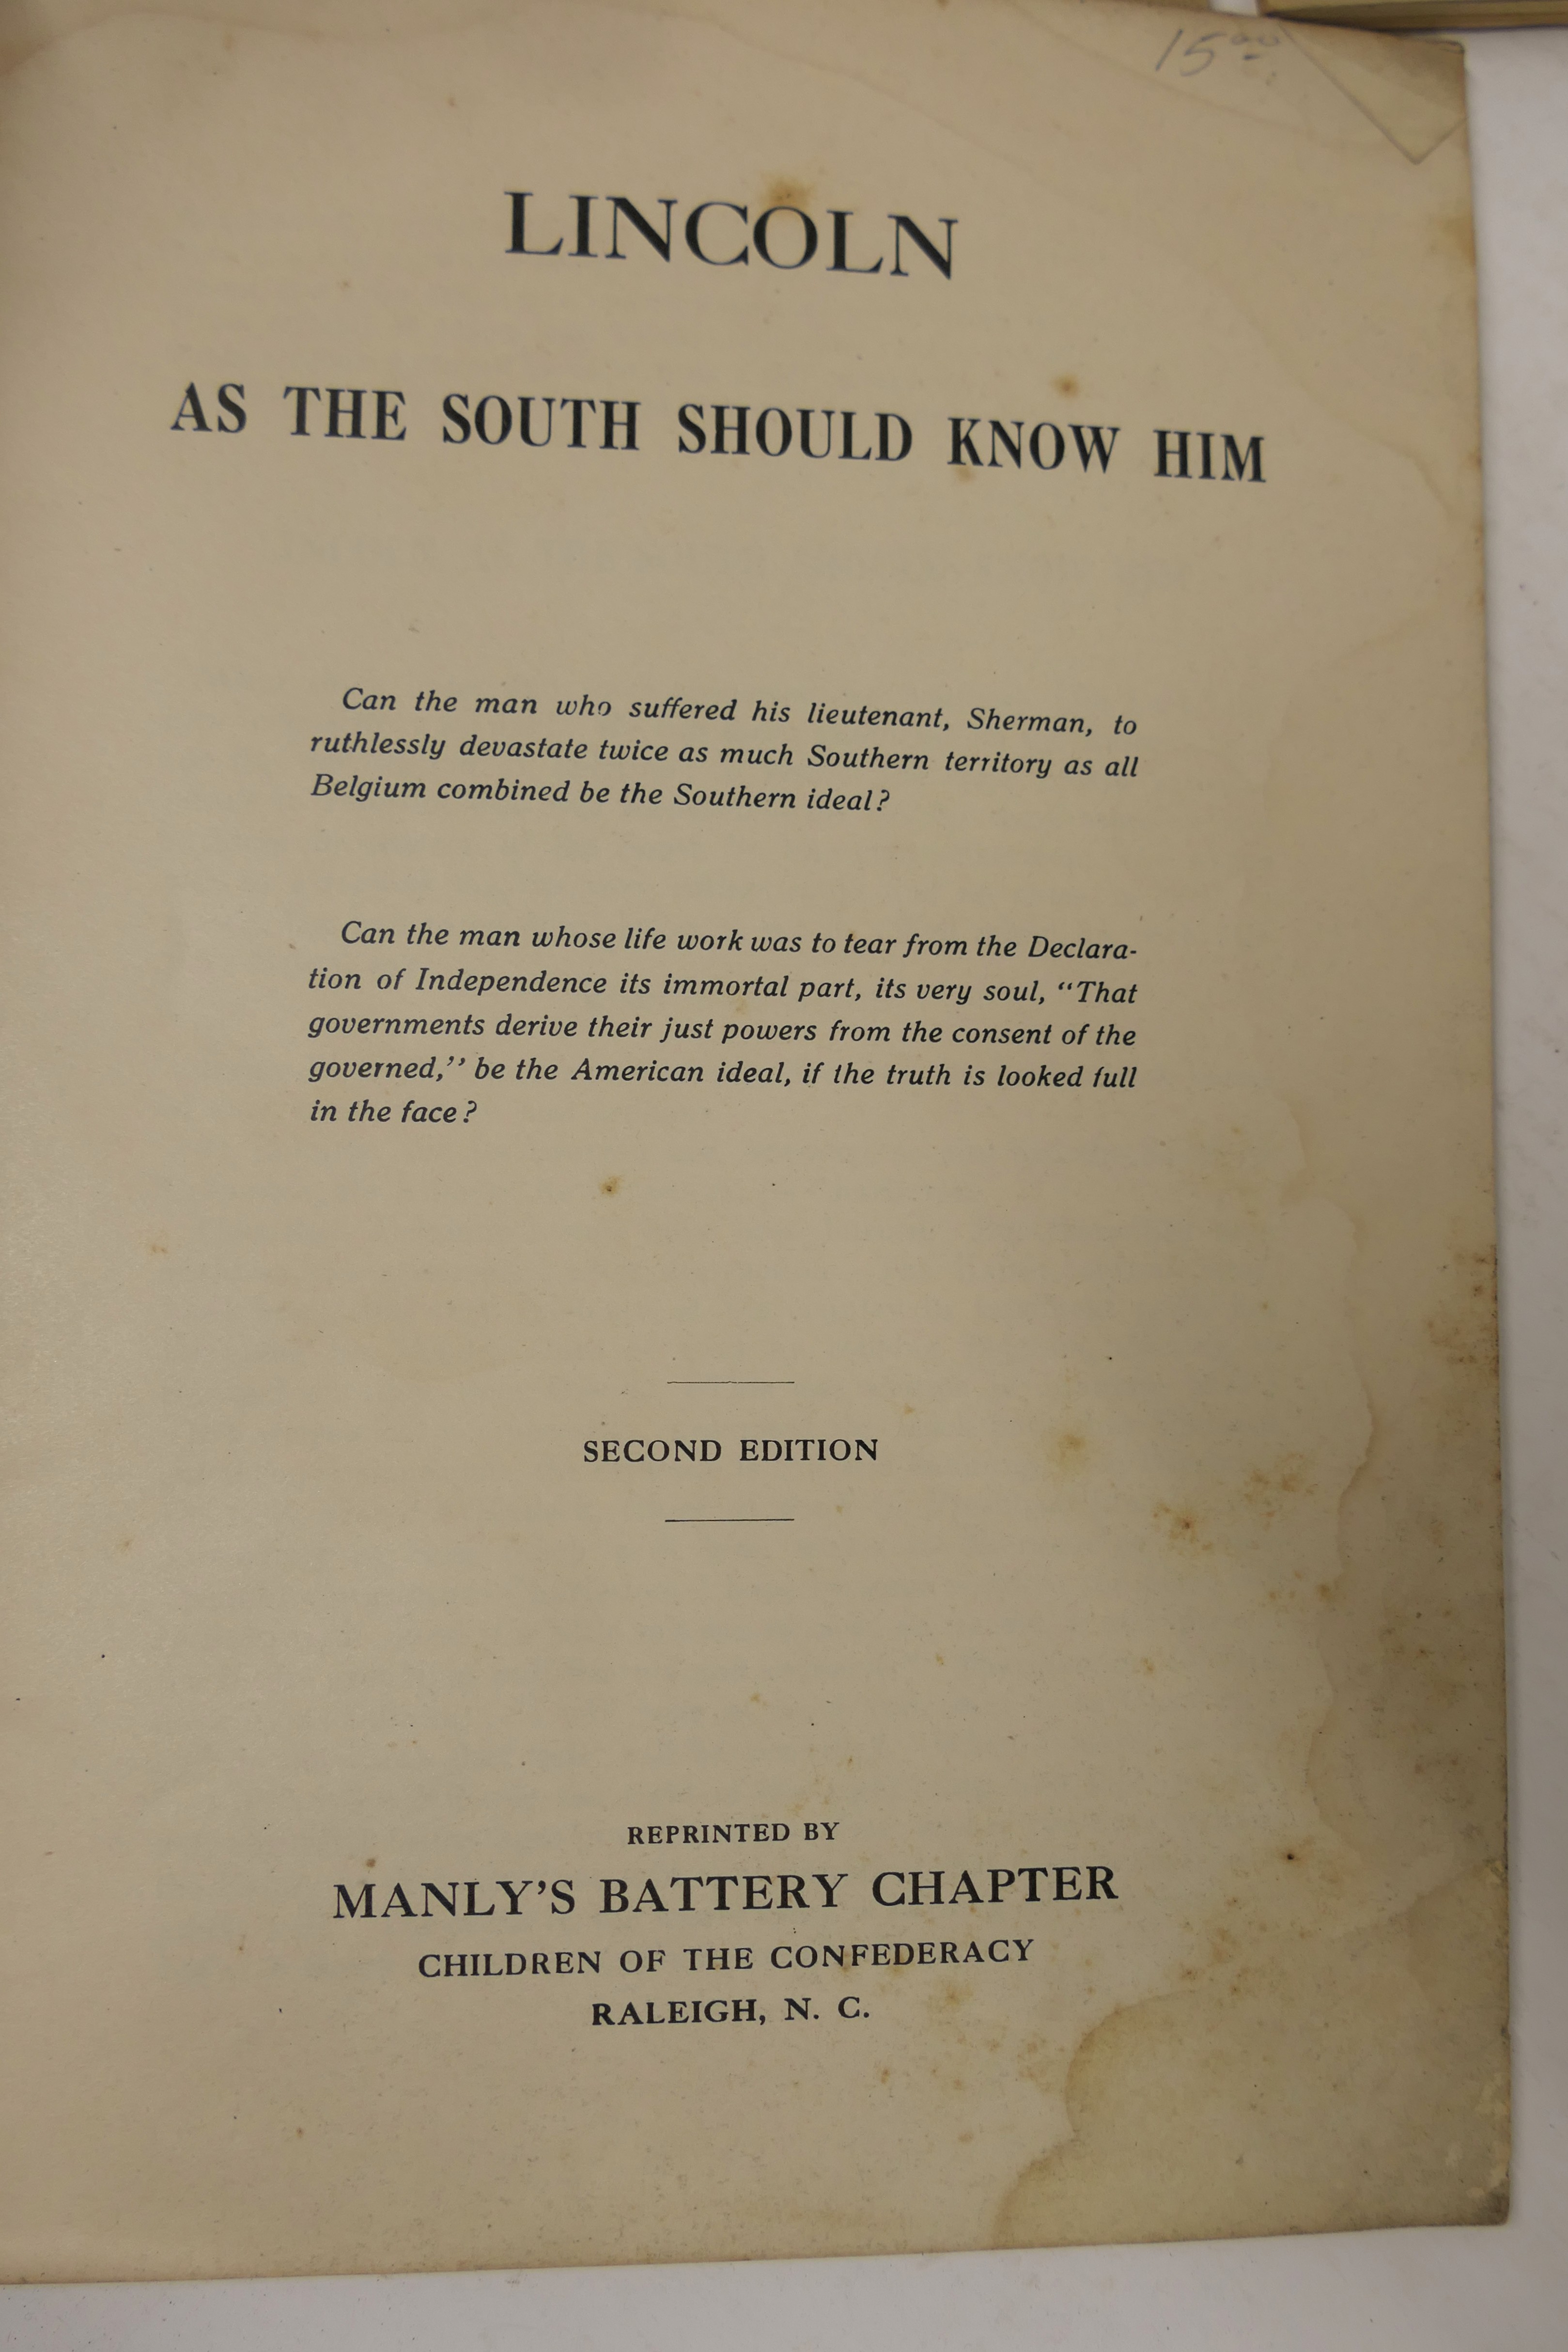 15.00
LINCOLN
AS THE SOUTH SHOULD KNOW HIM
Can the man who suffered his lieutenant, Sherman, to
ruthlessly devastate twice as much Southern territory as all
Belgium combined be the Southern ideal?
Can the man whose life work was to tear from the Declara-
tion of Independence its immortal part, its very soul, “That
governments derive their just powers from the consent of the
governed,’’ be the American ideal, if the truth is looked full
in the face?
SECOND EDITION
REPRINTED BY
MANLY’S BATTERY CHAPTER
CHILDREN OF THE CONFEDERACY
RALEIGH, N. C.